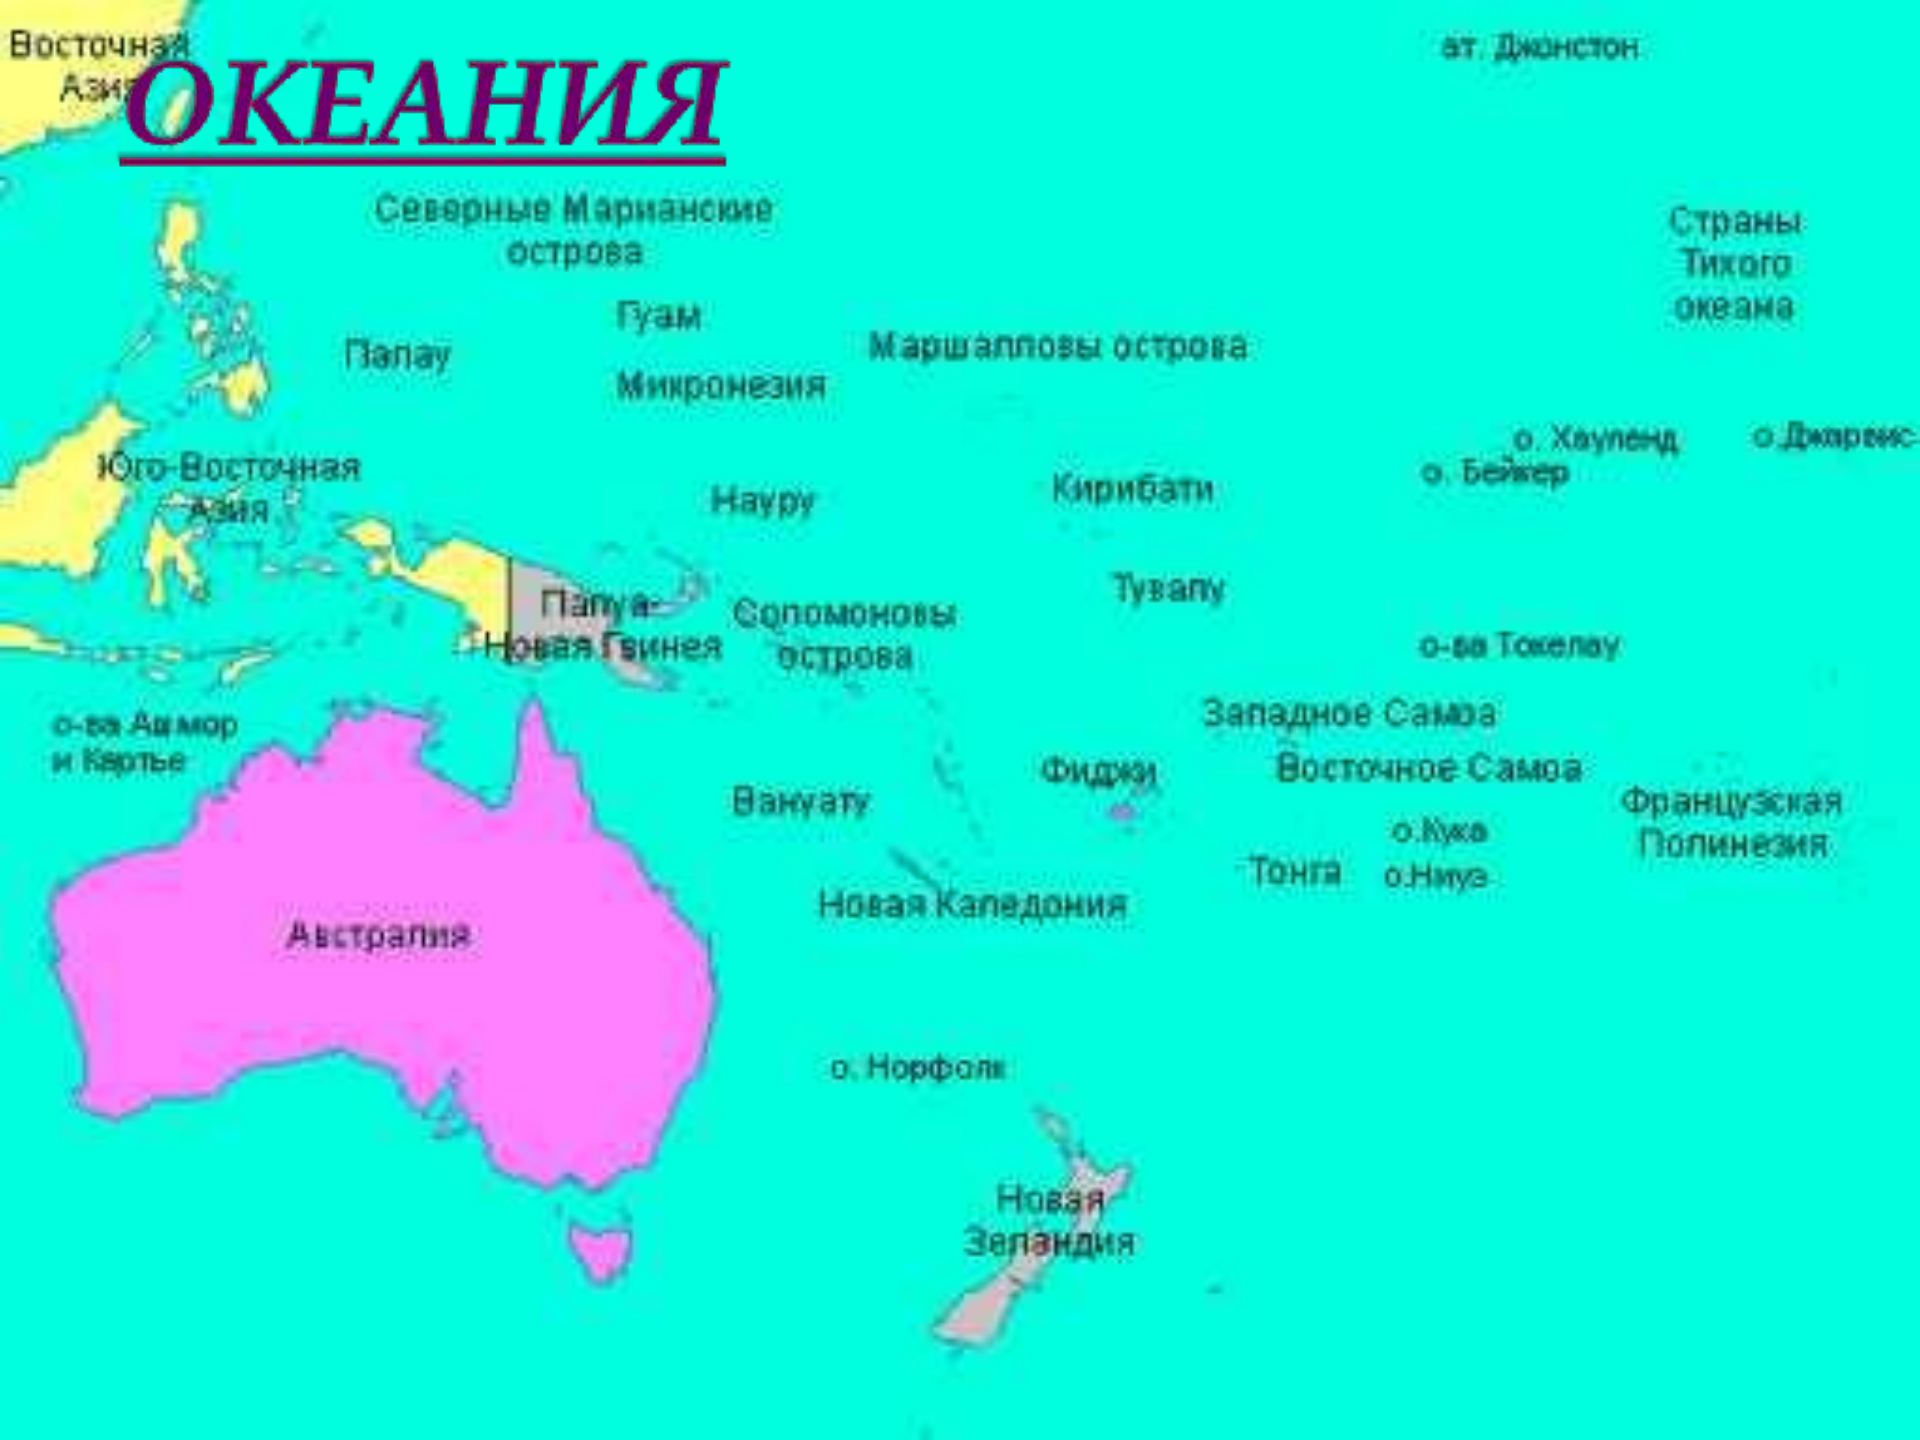 Восточная
Азия
ОКЕАНИЯ
ат. Джонстон
Северные Марианские
острова
Страны
Тихого
океана
Гуам
Палау
Маршалловы острова
Микронезия
о. Хауленд
о.Джарвис
о. Бейкер
Юго-Восточная
Азия
Науру
Кирибати
Тувалу
Папуа-
Новая Гвинея
Соломоновы
острова
о-ва Токелау
о-ва Ашмор
и Картье
Западное Самоа
Восточное Самоа
Фиджи
Вануату
Французская
Полинезия
о.Кука
Тонга
о.Ниуэ
Новая Каледония
Австралия
о. Норфолк
Новая
Зеландия